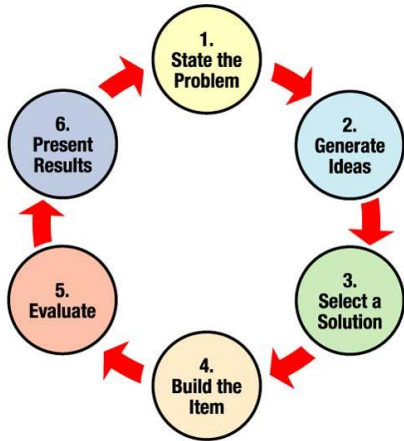 1.
State the
Problem
2.
Generate
Ideas
3.
Select a
Solution
4.
Build the
Item
5.
Evaluate
6.
Present
Results